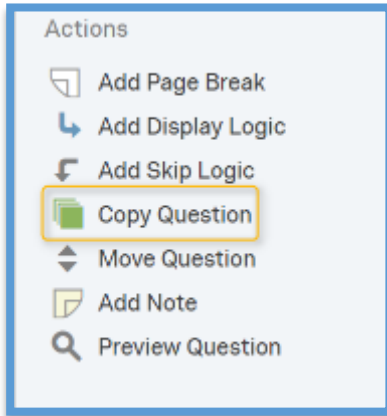 Actions
Add Page Break
Add Display Logic
Add Skip Logic
Copy Question
Move Question
Add Note
Preview Question